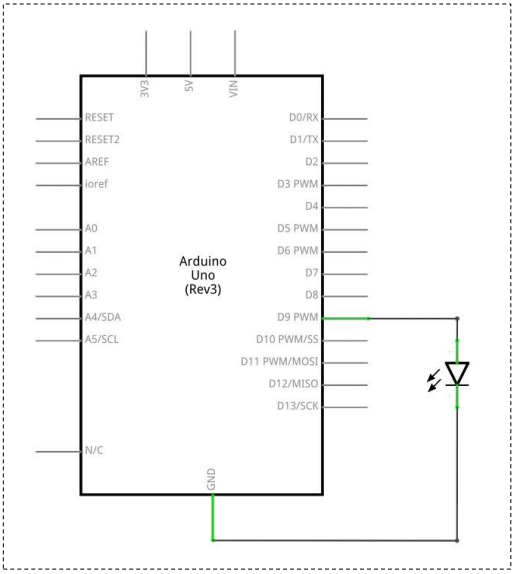 3V3
5V
VIN
RESET
RESET2
AREF
ioref
A0
A1
A2
A3
A4/SDA
A5/SCL
N/C
Arduino
Uno
(Rev3)
D0/RX
D1/TX
D2
D3 PWM
D4
D5 PWM
D6 PWM
D7
D8
D9 PWM
D10 PWM/SS
D11 PWM/MOSI
D12/MISO
D13/SCK
GND